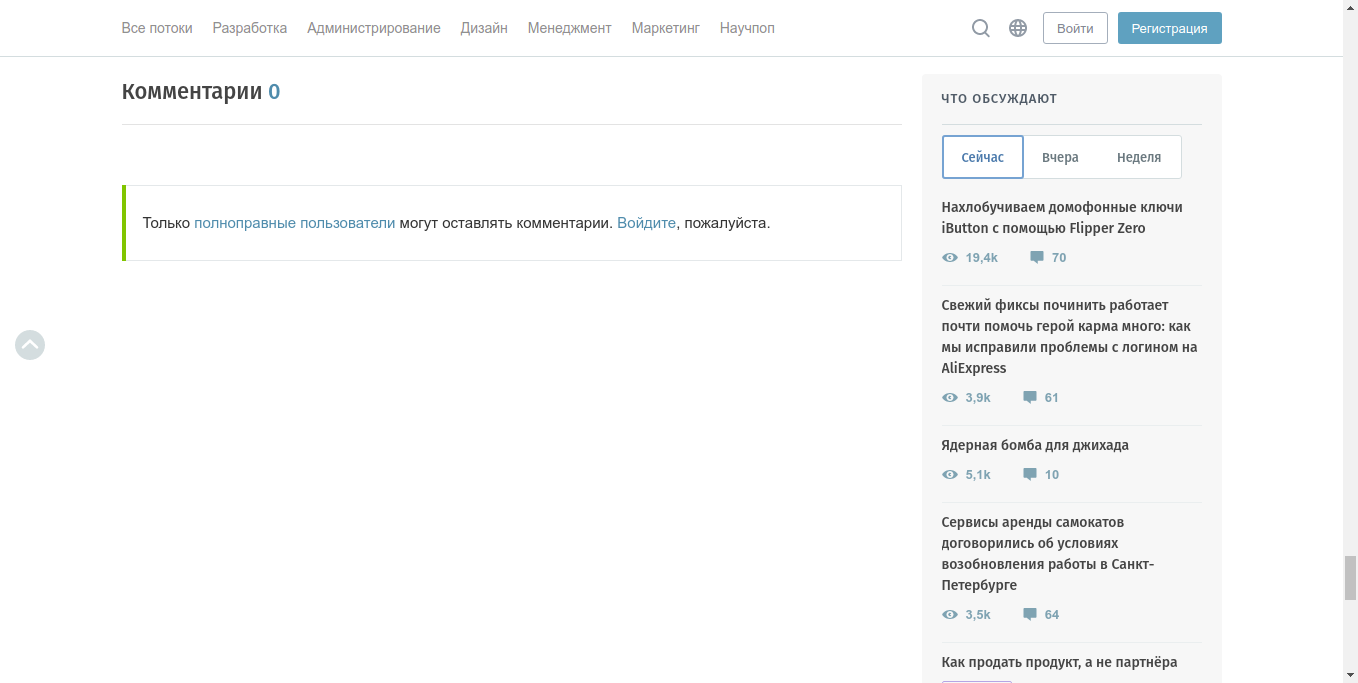 Все потоки Разработка Администрирование Дизайн Менеджмент Маркетинг Научпоп Войти Регистрация
Комментарии 0
Только полноправные пользователи могут оставлять комментарии. Войдите, пожалуйста.
ЧТО ОБСУЖДАЮТ
Сейчас Вчера Неделя
Нахлобучиваем домофонные ключи
iButton с помощью Flipper Zero
19,4k 70
Свежий фиксы починить работает
почти помочь герой карма много: как
мы исправили проблемы с логином на
AliExpress
3,9k 61
Ядерная бомба для джихада
5,1k 10
Сервисы аренды самокатов
договорились об условиях
возобновления работы в Санкт-
Петербурге
3,5k 64
Как продать продукт, а не партнёра